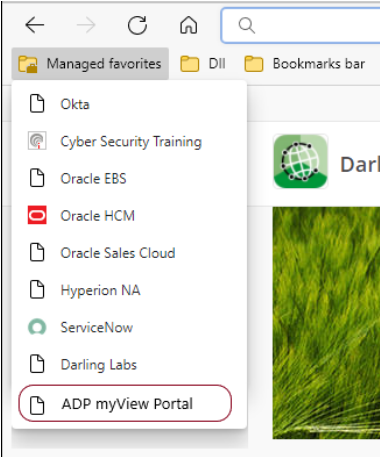 Managed favorites
DII
Bookmarks bar
Okta
Cyber Security Training
Oracle EBS
Oracle HCM
Oracle Sales Cloud
Hyperion NA
ServiceNow
Darling Labs
ADP myView Portal
Darl